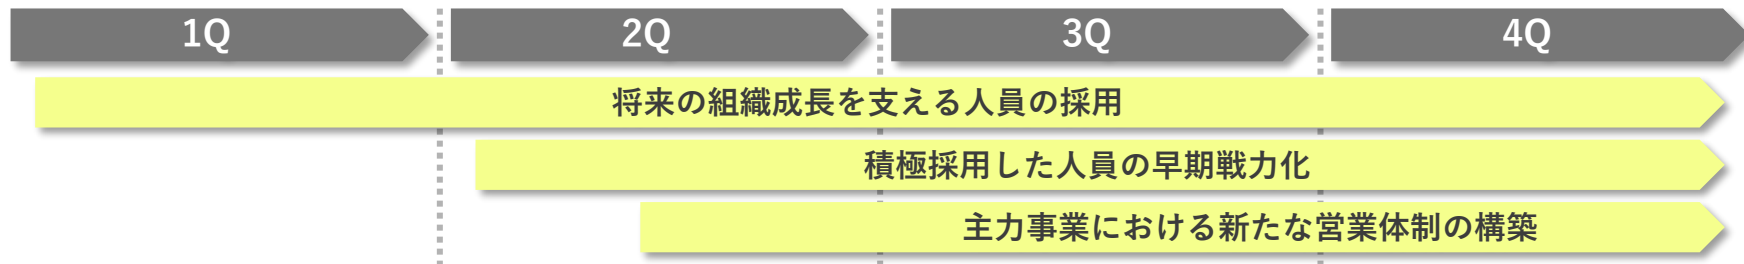 1Q
2Q
3Q
4Q
将来の組織成長を支える人員の採用
積極採用した人員の早期戦力化
主力事業における新たな営業体制の構築